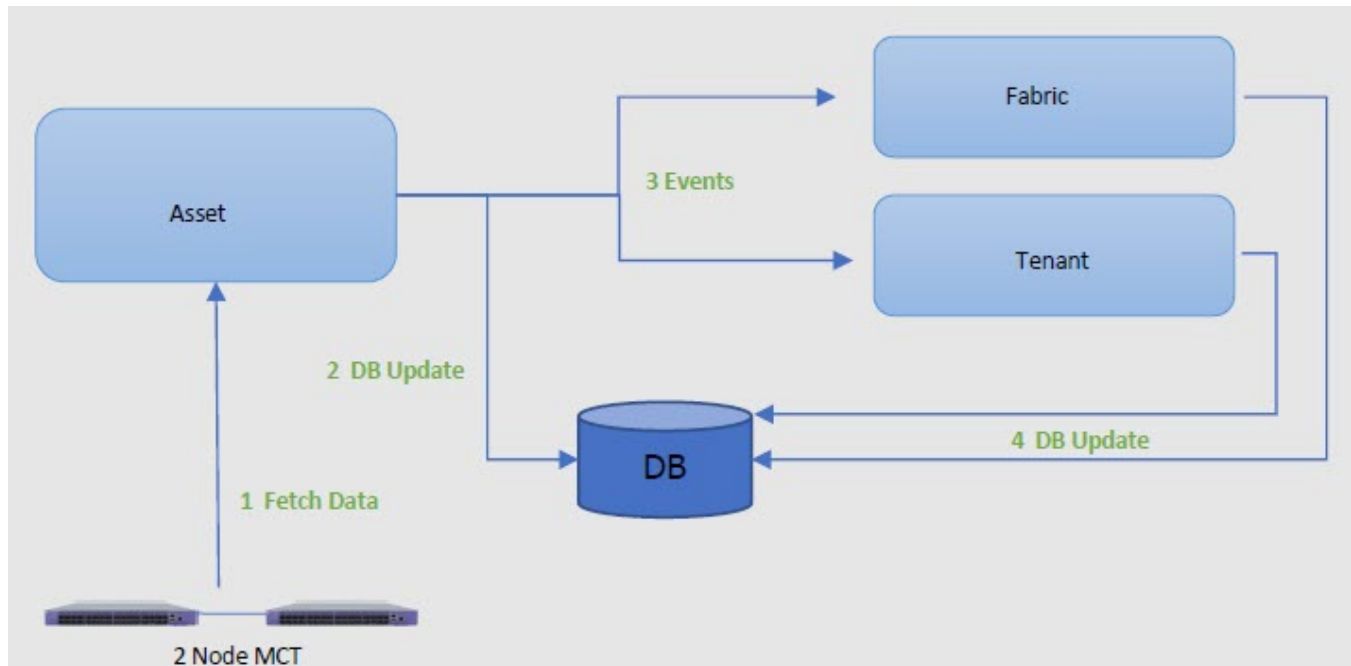 Fabric
3 Events
Asset
Tenant
2 DB Update
4 DB Update
DB
1 Fetch Data
2 Node MCT